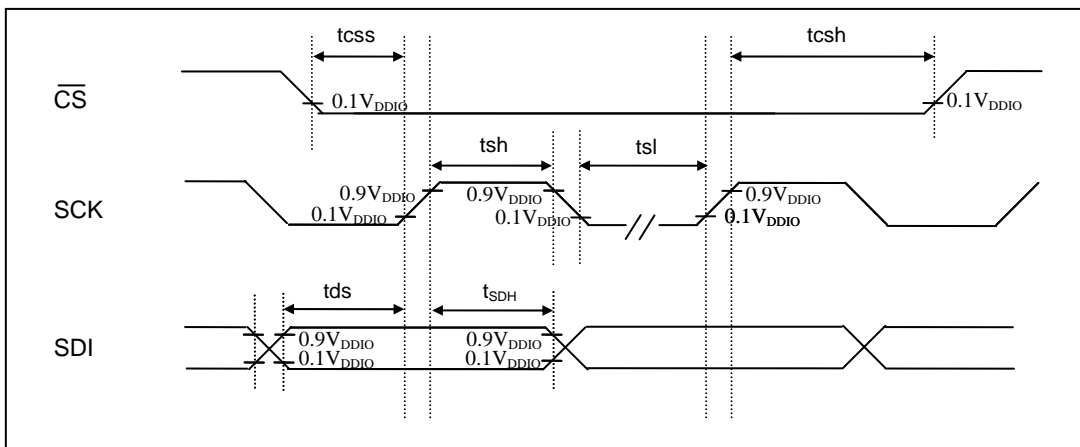 tcss
tcsh
CS
0.1VDDIO
0.1VDDIO
tsh
tsl
SCK
0.9VDDIO
0.9VDDIO
0.9VDDIO
0.1VDDIO
0.1VDDIO
0.1VDDIO
tds
tSDH
SDI
0.9VDDIO
0.9VDDIO
0.1VDDIO
0.1VDDIO